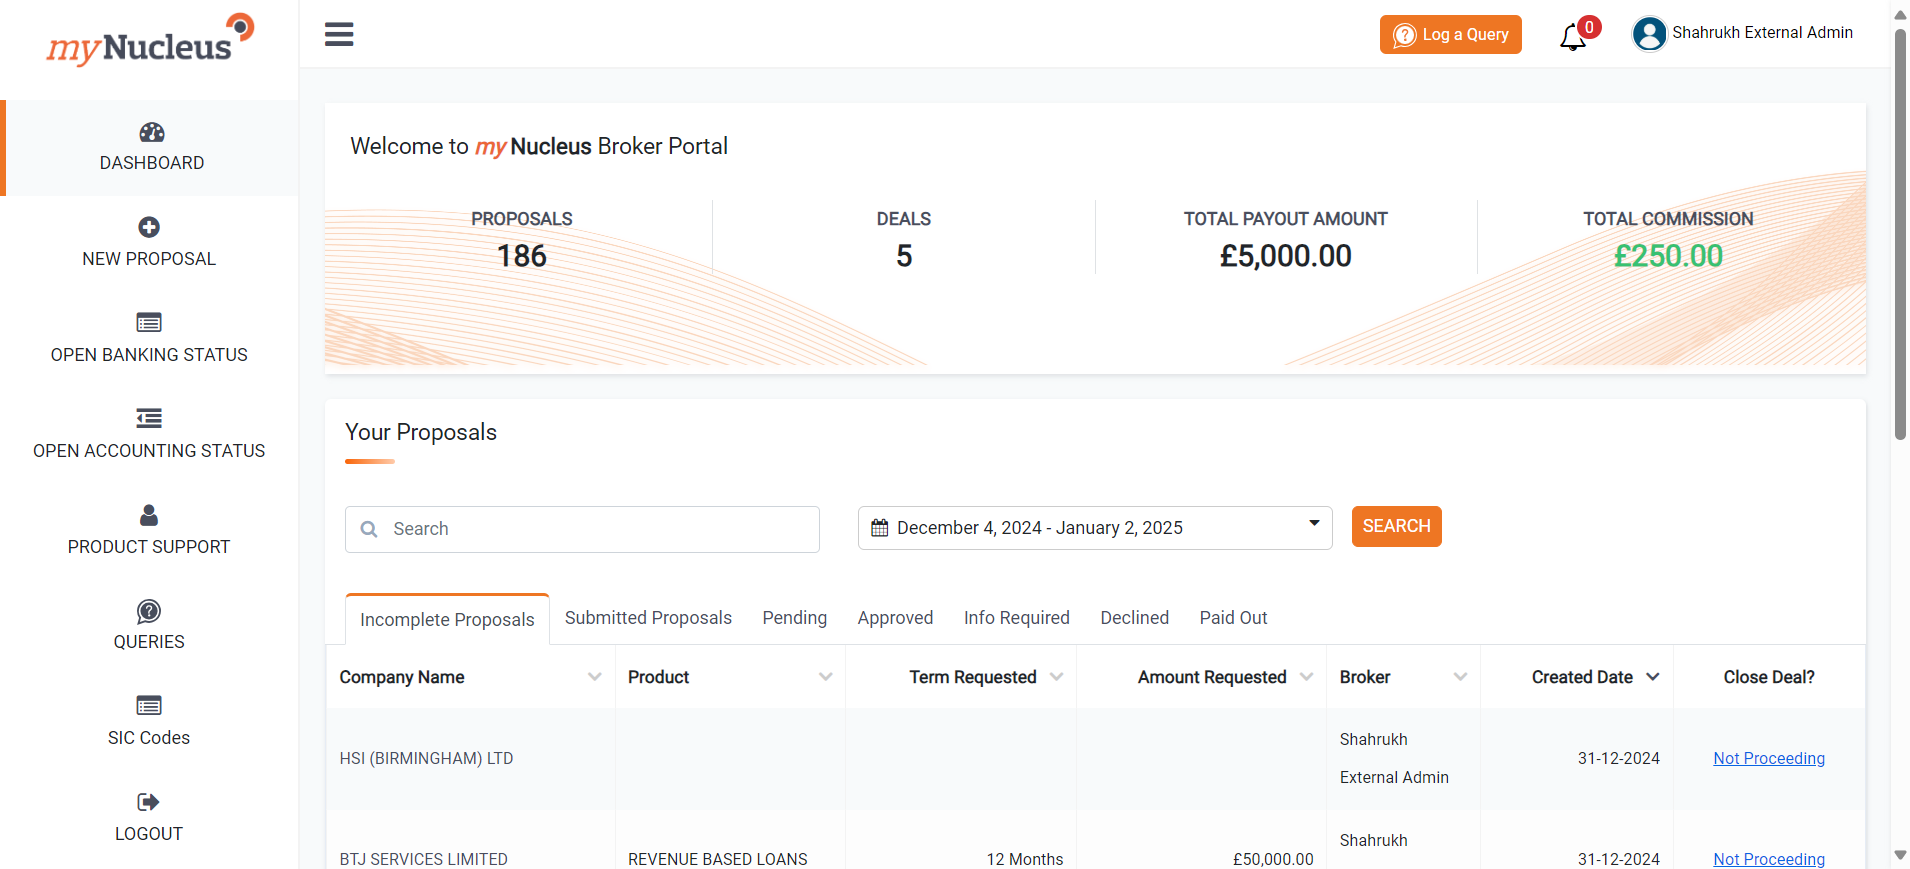 myNucleus
Log a Query
0
Shahrukh External Admin
DASHBOARD
NEW PROPOSAL
OPEN BANKING STATUS
OPEN ACCOUNTING STATUS
PRODUCT SUPPORT
QUERIES
SIC Codes
LOGOUT
Welcome to my Nucleus Broker Portal
PROPOSALS
186
DEALS
5
TOTAL PAYOUT AMOUNT
£5,000.00
TOTAL COMMISSION
£250.00
Your Proposals
Search
December 4, 2024 - January 2, 2025
SEARCH
Incomplete Proposals Submitted Proposals Pending Approved Info Required Declined Paid Out
Company Name Product Term Requested Amount Requested Broker Created Date Close Deal?
HSI (BIRMINGHAM) LTD Shahrukh External Admin 31-12-2024 Not Proceeding
BTJ SERVICES LIMITED REVENUE BASED LOANS 12 Months £50,000.00 Shahrukh 31-12-2024 Not Proceeding